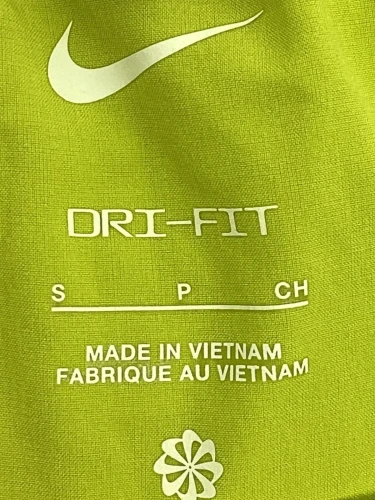 DRI-FIT
S P CH
MADE IN VIETNAM
FABRIQUE AU VIETNAM